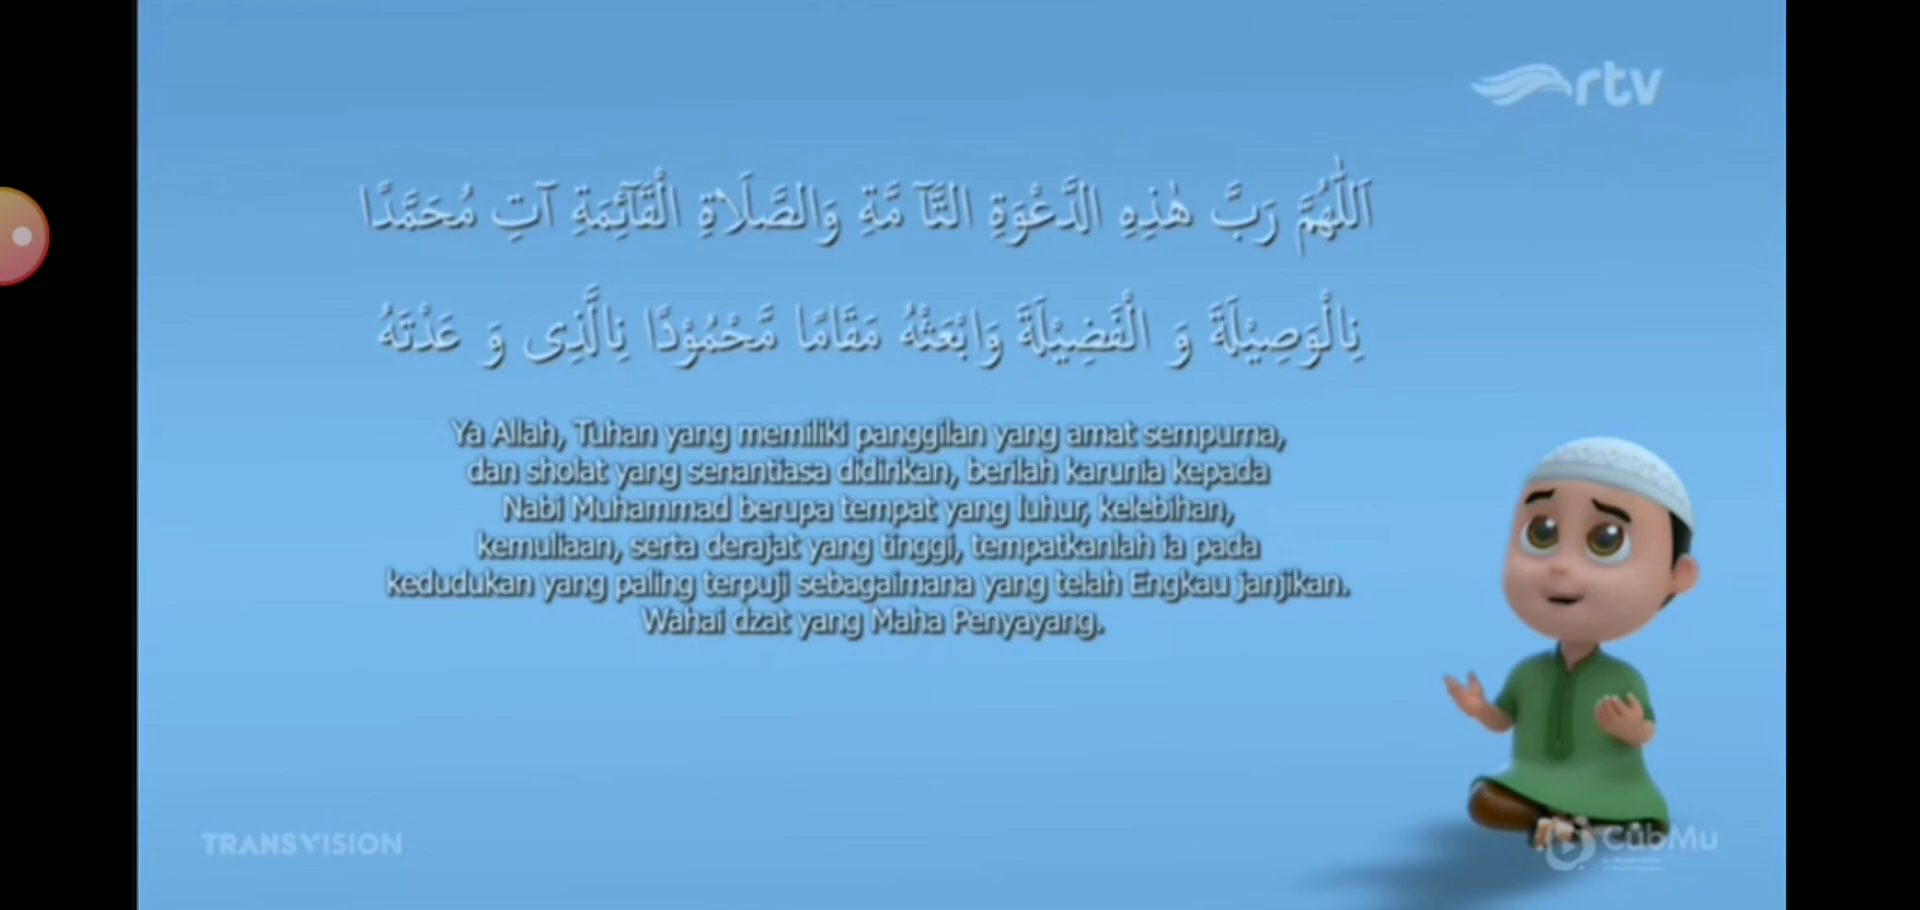 rtv
اَللّٰهُمَّ رَبَّ هٰذِهِ الدَّعْوَةِ التَّآ مَّةِ وَالصَّلَاةِ الْقَآئِمَةِ آتِ مُحَمَّدًا
نِالْوَصِيْلَةَ وَ الْفَضِيْلَةَ وَابْعَثْهُ مَقَامًا مَّحْمُوْدًا نِالَّذِى وَ عَدْتَهُ
Ya Allah, Tuhan yang memiliki panggilan yang amat sempurna,
dan sholat yang senantiasa didirikan, berilah karunia kepada
Nabi Muhammad berupa tempat yang luhur, kelebihan,
kemuliaan, serta derajat yang tinggi, tempatkanlah ia pada
kedudukan yang paling terpuji sebagaimana yang telah Engkau janjikan.
Wahai dzat yang Maha Penyayang.
TRANSVISION
CubMu